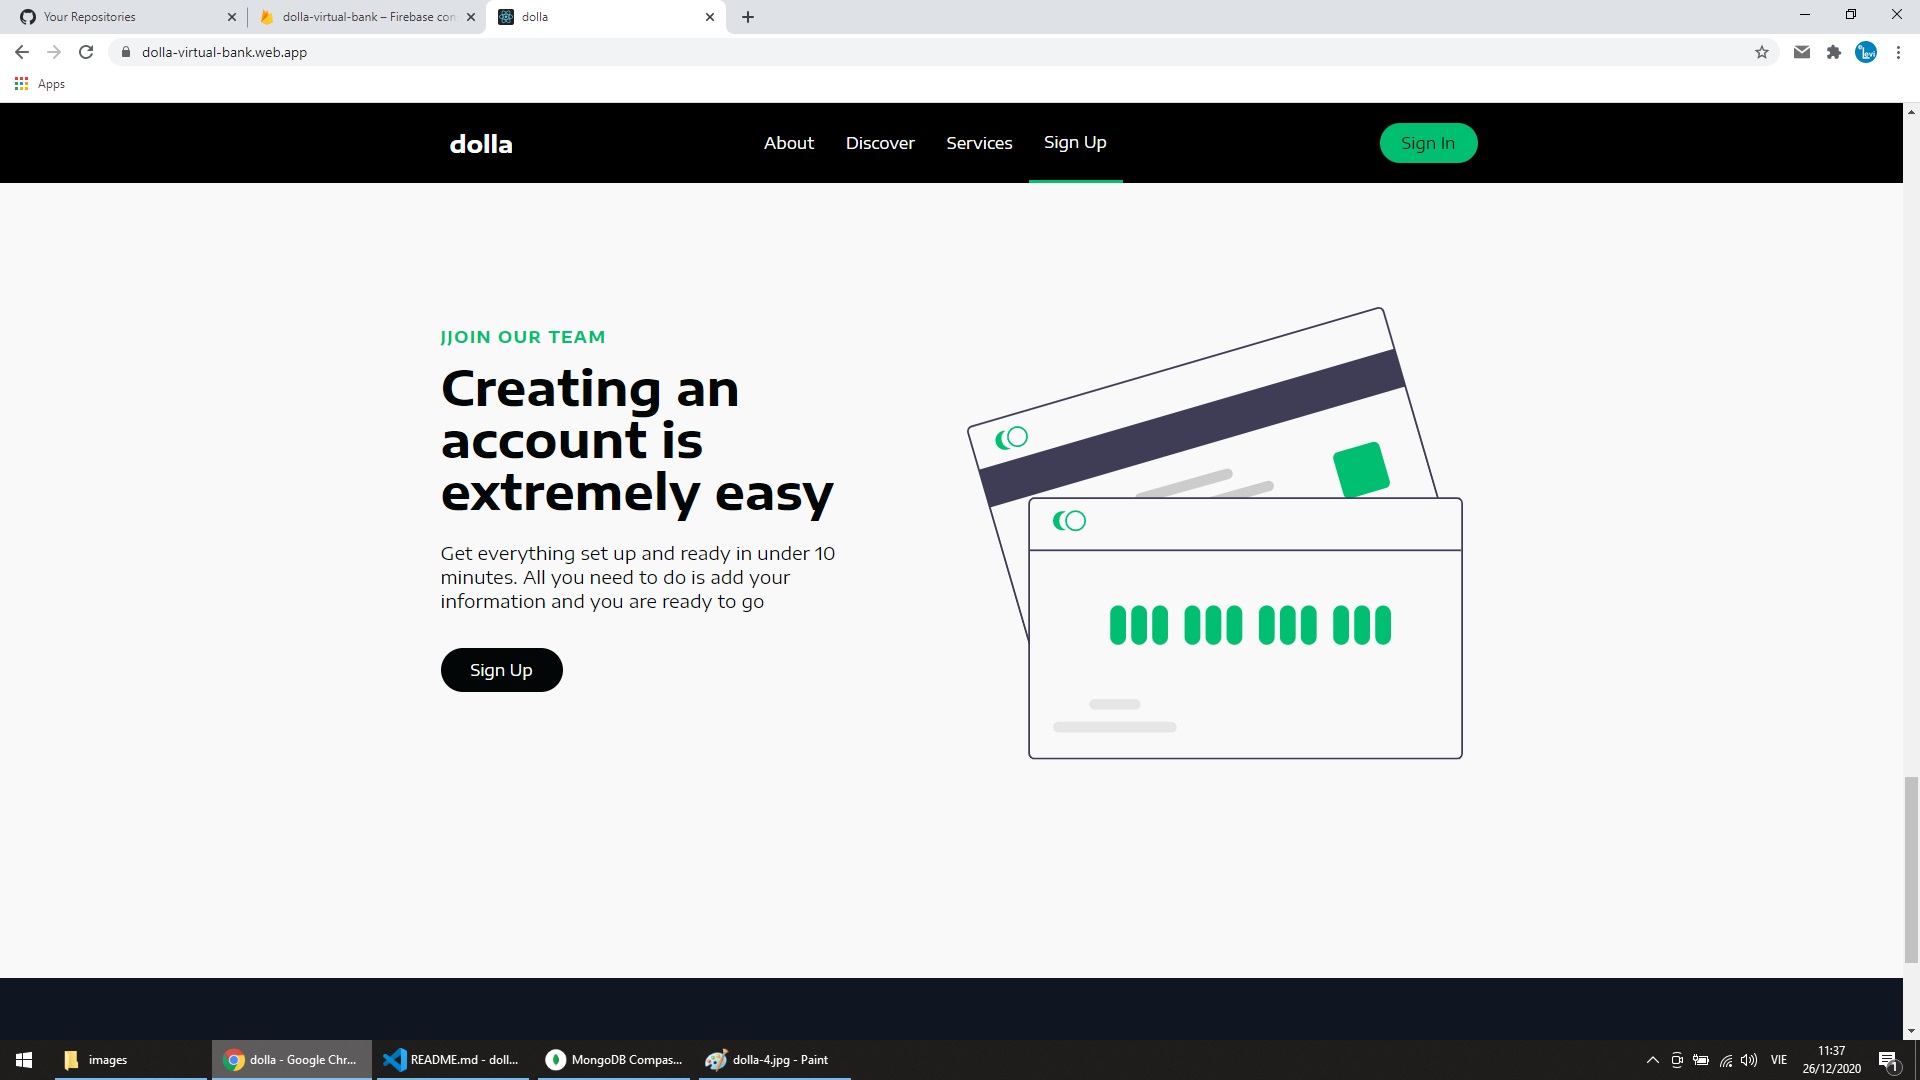 Your Repositories
dolla-virtual-bank – Firebase con
dolla
dolla-virtual-bank.web.app
Apps
dolla
About
Discover
Services
Sign Up
Sign In
JJOIN OUR TEAM
Creating an
account is
extremely easy
Get everything set up and ready in under 10
minutes. All you need to do is add your
information and you are ready to go
Sign Up
images
dolla - Google Chr...
README.md - doll...
MongoDB Compas...
dolla-4.jpg - Paint
VIE
11:37
26/12/2020
1